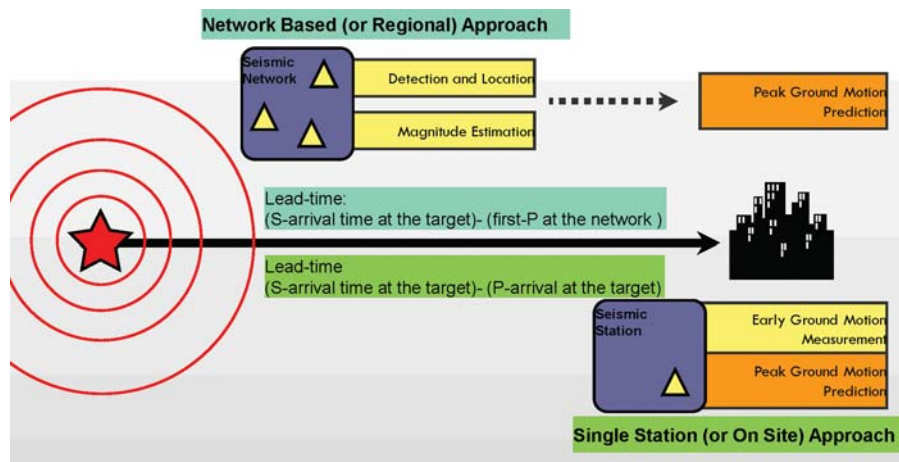 Network Based (or Regional) Approach
Seismic
Network
Detection and Location
Magnitude Estimation
Peak Ground Motion
Prediction
Lead-time:
(S-arrival time at the target)- (first-P at the network )
Lead-time
(S-arrival time at the target)- (P-arrival at the target)
Seismic
Station
Early Ground Motion
Measurement
Peak Ground Motion
Prediction
Single Station (or On Site) Approach